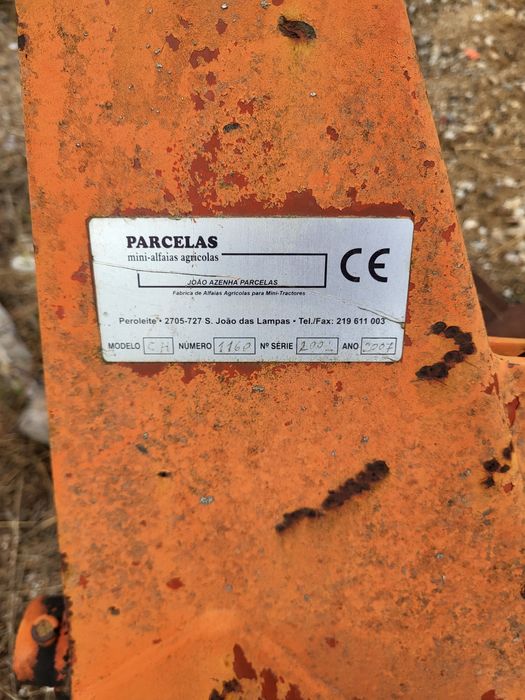 PARCELAS
mini-alfaias agrícolas
JOÃO AZENHA PARCELAS
Fabrica de Alfaias Agricolas para Mini-Tractores
CE
Peroleite • 2705-727 S. João das Lampas • Tel./Fax: 219 611 003
MODELO NÚMERO 1160 Nº SÉRIE ANO 2007